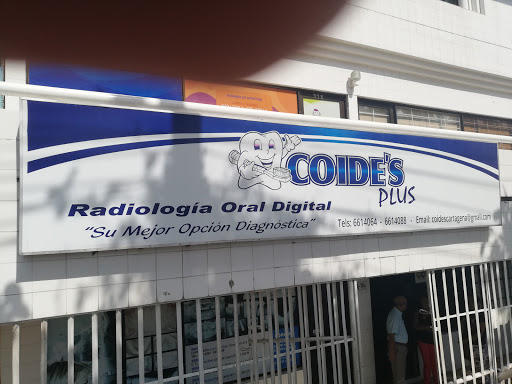 COIDE'S
PLUS
Radiología Oral Digital
"Su Mejor Opción Diagnóstica"
Tels: 6614064 - 6614088 - Email: coidescartagena@gmail.com